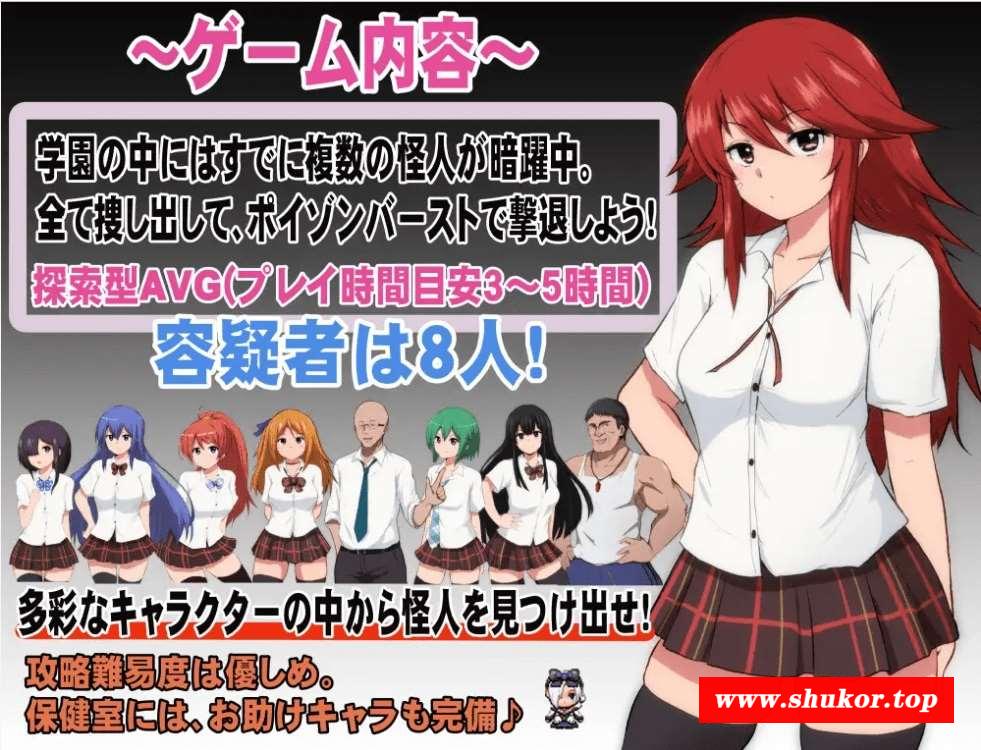 ～ゲーム内容～
学園の中にはすでに複数の怪人が暗躍中。
全て捜し出して、ポイゾンバーストで撃退しよう!
探索型AVG(プレイ時間目安3～5時間)
容疑者は8人!
多彩なキャラクターの中から怪人を見つけ出せ!
攻略難易度は優しめ。
保健室には、お助けキャラも完備♪
www.shukor.top